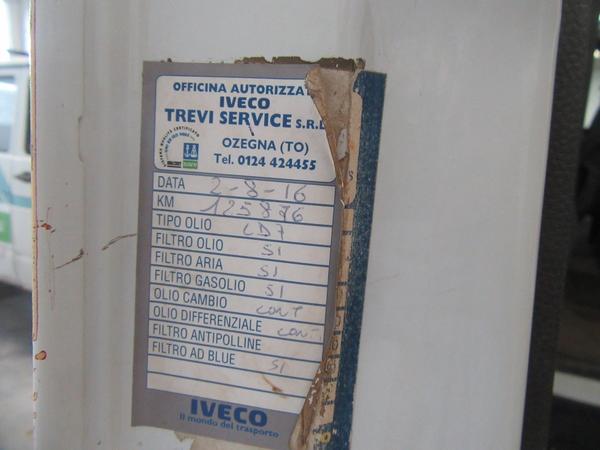 OFFICINA AUTORIZZAT
IVECO
TREVI SERVICE S.R.L
OZEGNA (TO)
Tel. 0124 424455
DATA 2-8-16
KM 125876
TIPO OLIO
FILTRO OLIO SI
FILTRO ARIA SI
FILTRO GASOLIO SI
OLIO CAMBIO CONT
OLIO DIFFERENZIALE CONT
FILTRO ANTIPOLLINE
FILTRO AD BLUE SI
IVECO
Il mondo del trasporto